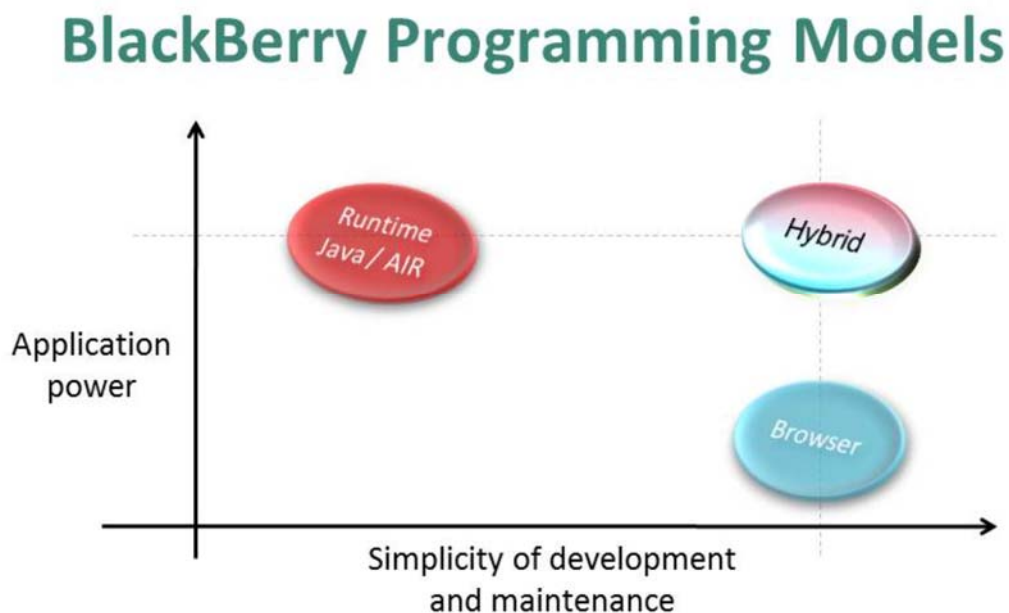 BlackBerry Programming Models
Runtime
Java / AIR
Hybrid
Application
power
Browser
Simplicity of development
and maintenance